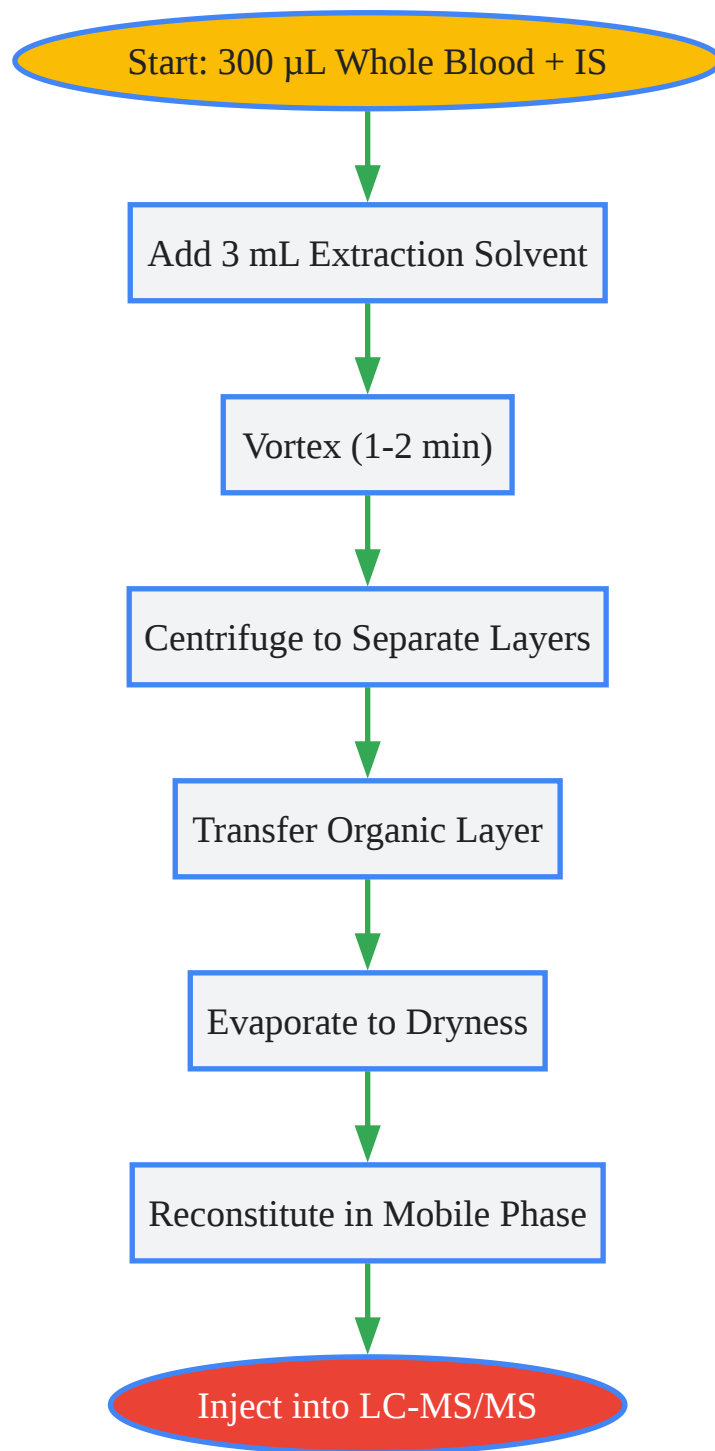 Start: 300 µL Whole Blood + IS
Add 3 mL Extraction Solvent
Vortex (1-2 min)
Centrifuge to Separate Layers
Transfer Organic Layer
Evaporate to Dryness
Reconstitute in Mobile Phase
Inject into LC-MS/MS